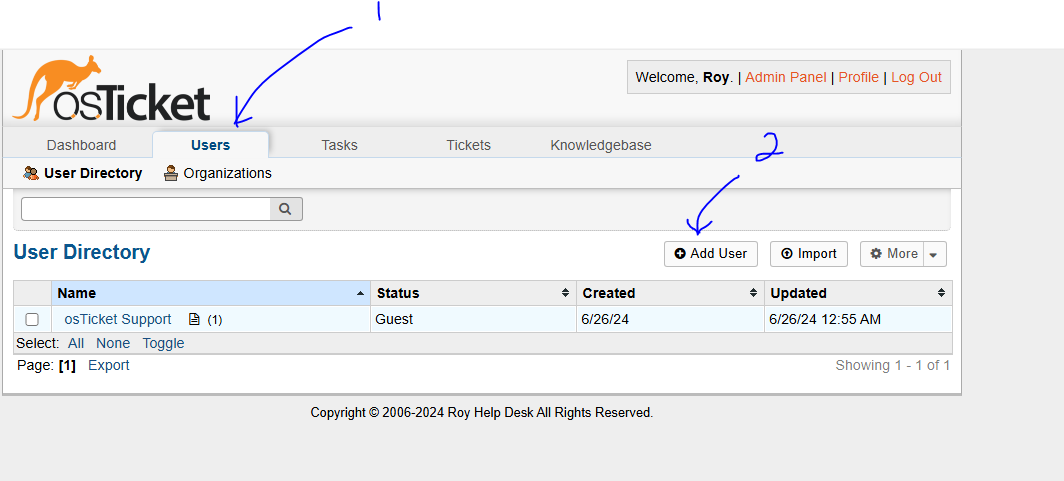 1
osTicket
Welcome, Roy. | Admin Panel | Profile | Log Out
Dashboard Users Tasks Tickets Knowledgebase
2
User Directory Organizations
User Directory
Add User Import More
Name Status Created Updated
osTicket Support (1) Guest 6/26/24 6/26/24 12:55 AM
Select: All None Toggle
Page: [1] Export Showing 1 - 1 of 1
Copyright © 2006-2024 Roy Help Desk All Rights Reserved.